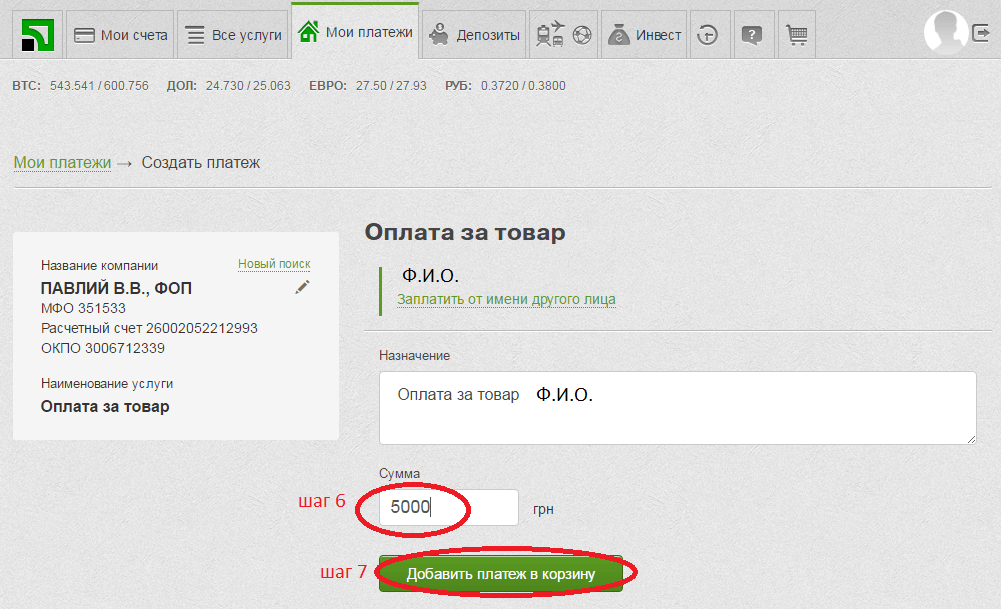 Мои счета
Все услуги
Мои платежи
Депозиты
Инвест
BTC: 543.541 / 600.756 ДОЛ: 24.730 / 25.063 ЕВРО: 27.50 / 27.93 РУБ: 0.3720 / 0.3800
Мои платежи → Создать платеж
Название компании
Новый поиск
ПАВЛИЙ В.В., ФОП
МФО 351533
Расчетный счет 26002052212993
ОКПО 3006712339
Наименование услуги
Оплата за товар
Оплата за товар
Ф.И.О.
Заплатить от имени другого лица
Назначение
Оплата за товар Ф.И.О.
Сумма
шаг 6
5000
грн
шаг 7
Добавить платеж в корзину